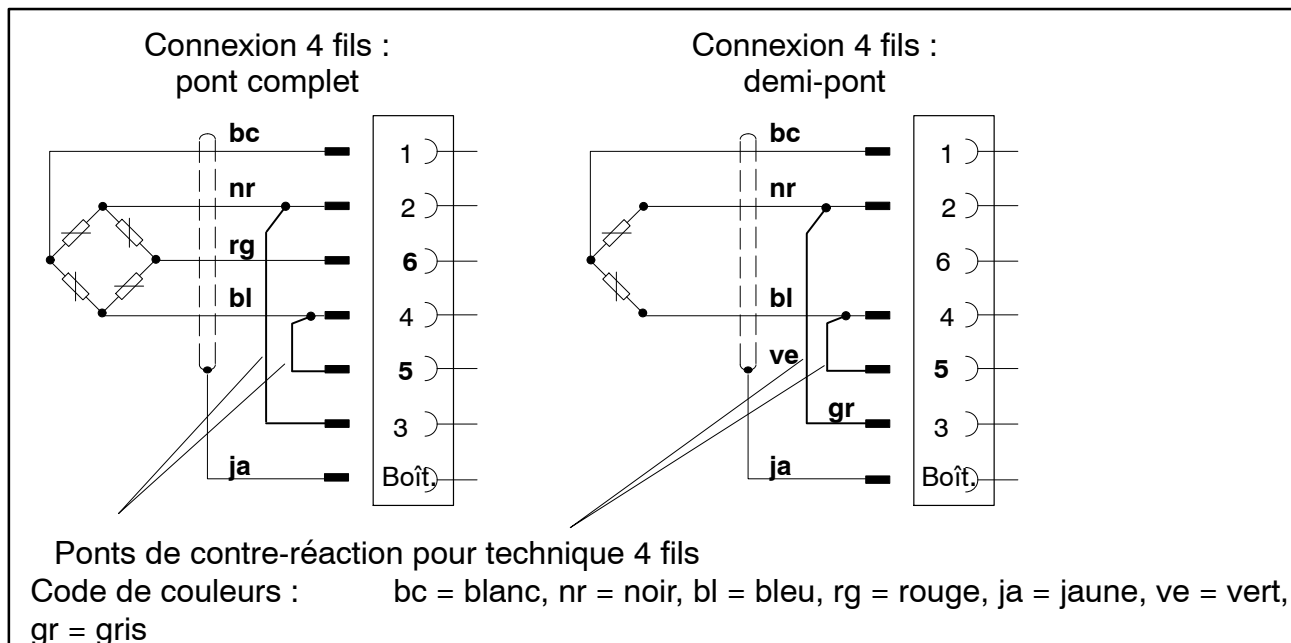 Connexion 4 fils :
pont complet
bc
1
nr
2
rg
6
bl
4
5
3
ja
Boît.
Connexion 4 fils :
demi-pont
bc
1
nr
2
6
bl
4
ve
5
gr
3
ja
Boît.
Ponts de contre-réaction pour technique 4 fils
Code de couleurs : bc = blanc, nr = noir, bl = bleu, rg = rouge, ja = jaune, ve = vert,
gr = gris